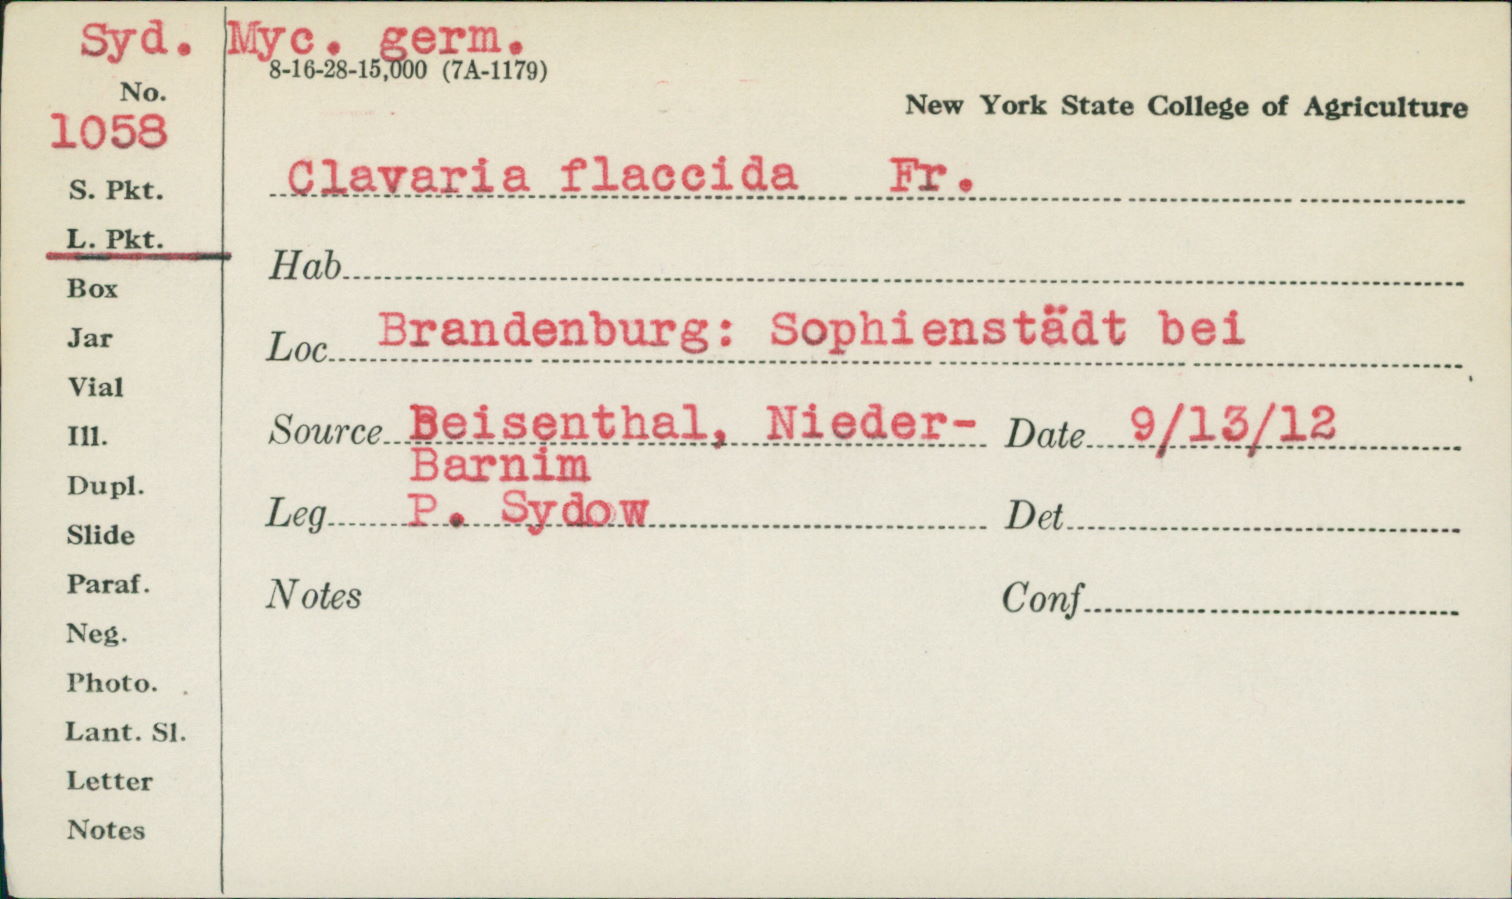 Syd. Myc. germ.
8-16-28-15,000 (7A-1179)
No.
1058
New York State College of Agriculture
S. Pkt.
Clavaria flaccida Fr.
L. Pkt.
Hab
Box
Loc Brandenburg: Sophienstädt bei
Jar
Vial
Source Beisenthal, Nieder- Date 9/13/12
Ill.
Barnim
Dupl.
Leg P. Sydow Det
Slide
Paraf.
Notes Conf
Neg.
Photo.
Lant. Sl.
Letter
Notes